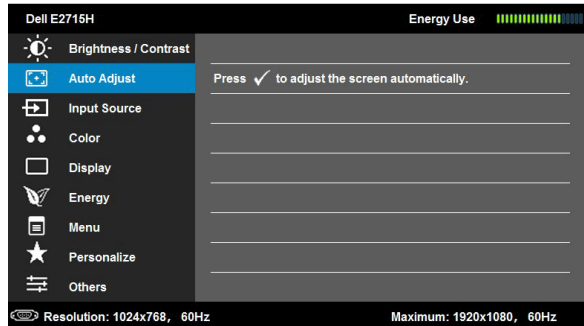 Dell E2715H Energy Use
Brightness / Contrast
Auto Adjust Press ✓ to adjust the screen automatically.
Input Source
Color
Display
Energy
Menu
Personalize
Others
Resolution: 1024x768, 60Hz Maximum: 1920x1080, 60Hz